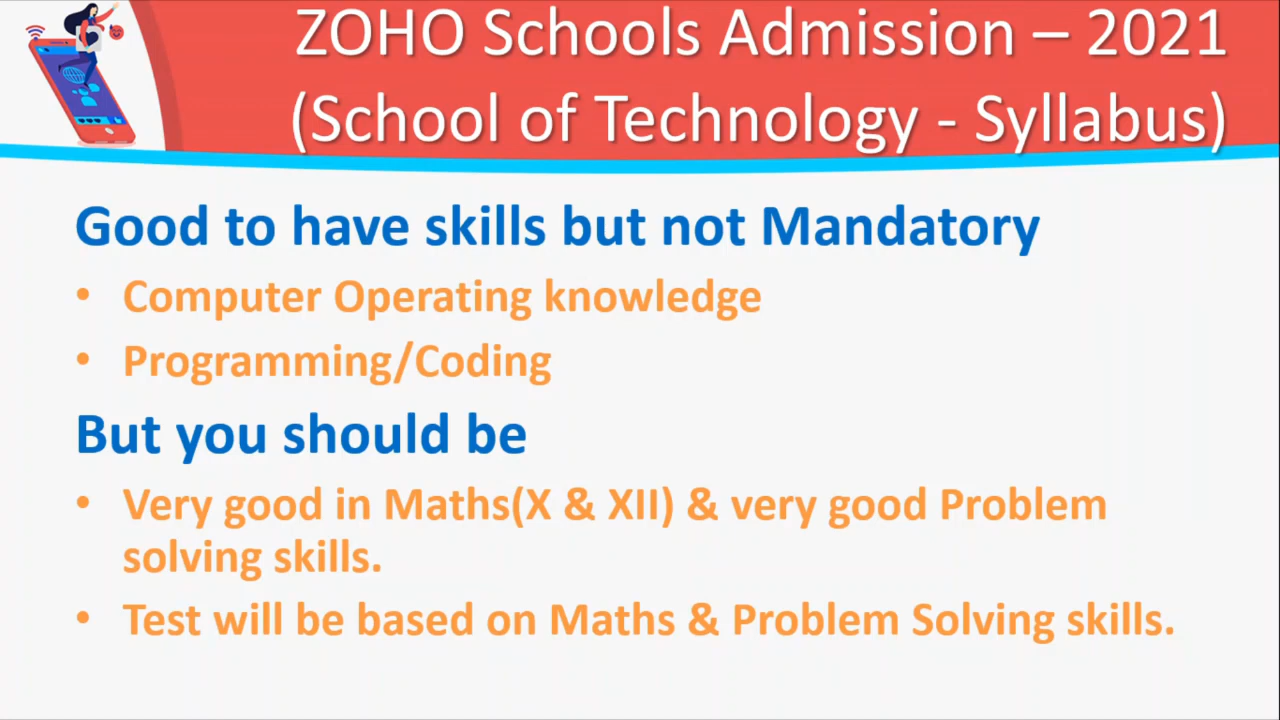 ZOHO Schools Admission – 2021
(School of Technology - Syllabus)
Good to have skills but not Mandatory
• Computer Operating knowledge
• Programming/Coding
But you should be
• Very good in Maths(X & XII) & very good Problem
solving skills.
• Test will be based on Maths & Problem Solving skills.